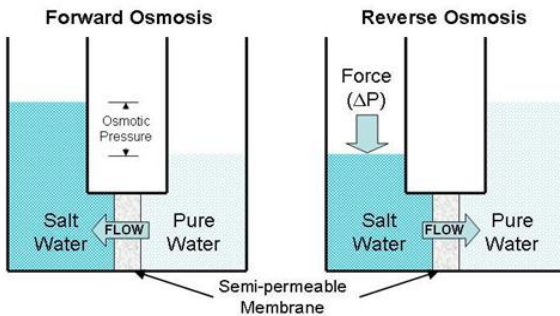 Forward Osmosis
Osmotic
Pressure
Salt
Water
FLOW
Pure
Water
Reverse Osmosis
Force
(ΔP)
Salt
Water
FLOW
Pure
Water
Semi-permeable
Membrane